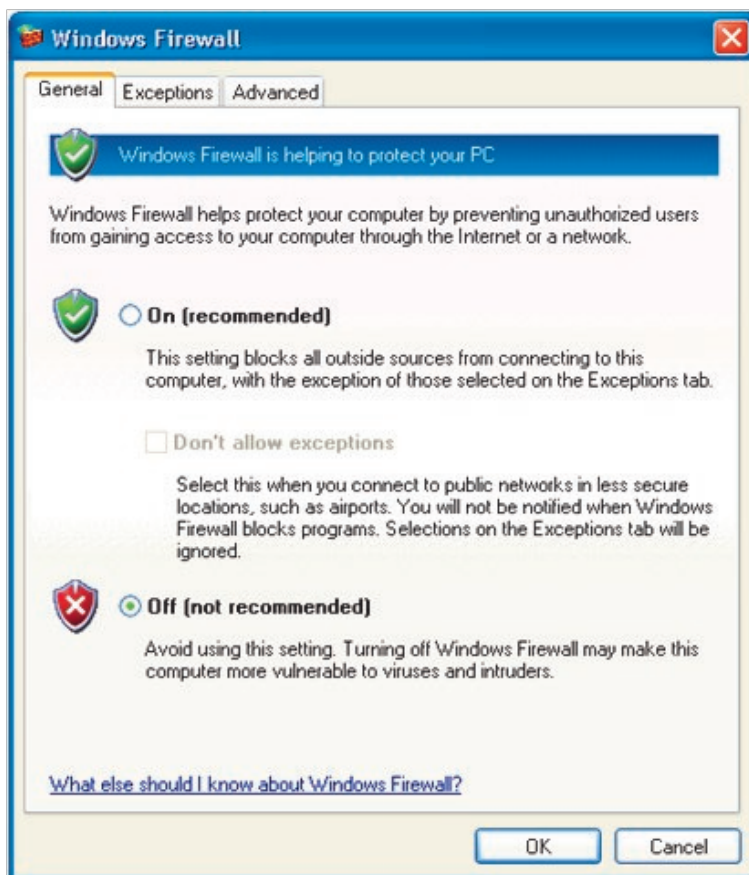 Windows Firewall
General
Exceptions
Advanced
Windows Firewall is helping to protect your PC
Windows Firewall helps protect your computer by preventing unauthorized users
from gaining access to your computer through the Internet or a network.
On (recommended)
This setting blocks all outside sources from connecting to this
computer, with the exception of those selected on the Exceptions tab.
Don't allow exceptions
Select this when you connect to public networks in less secure
locations, such as airports. You will not be notified when Windows
Firewall blocks programs. Selections on the Exceptions tab will be
ignored.
Off (not recommended)
Avoid using this setting. Turning off Windows Firewall may make this
computer more vulnerable to viruses and intruders.
What else should I know about Windows Firewall?
OK
Cancel